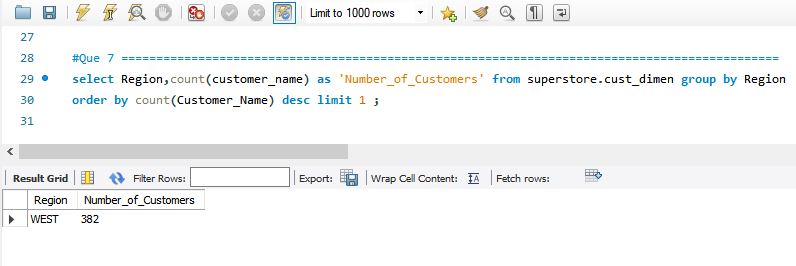 Limit to 1000 rows
27
28 #Que 7 ==============================================================================================
29 select Region,count(customer_name) as 'Number_of_Customers' from superstore.cust_dimen group by Region
30 order by count(Customer_Name) desc limit 1 ;
31
Result Grid Filter Rows: Export: Wrap Cell Content: Fetch rows:
Region Number_of_Customers
WEST 382